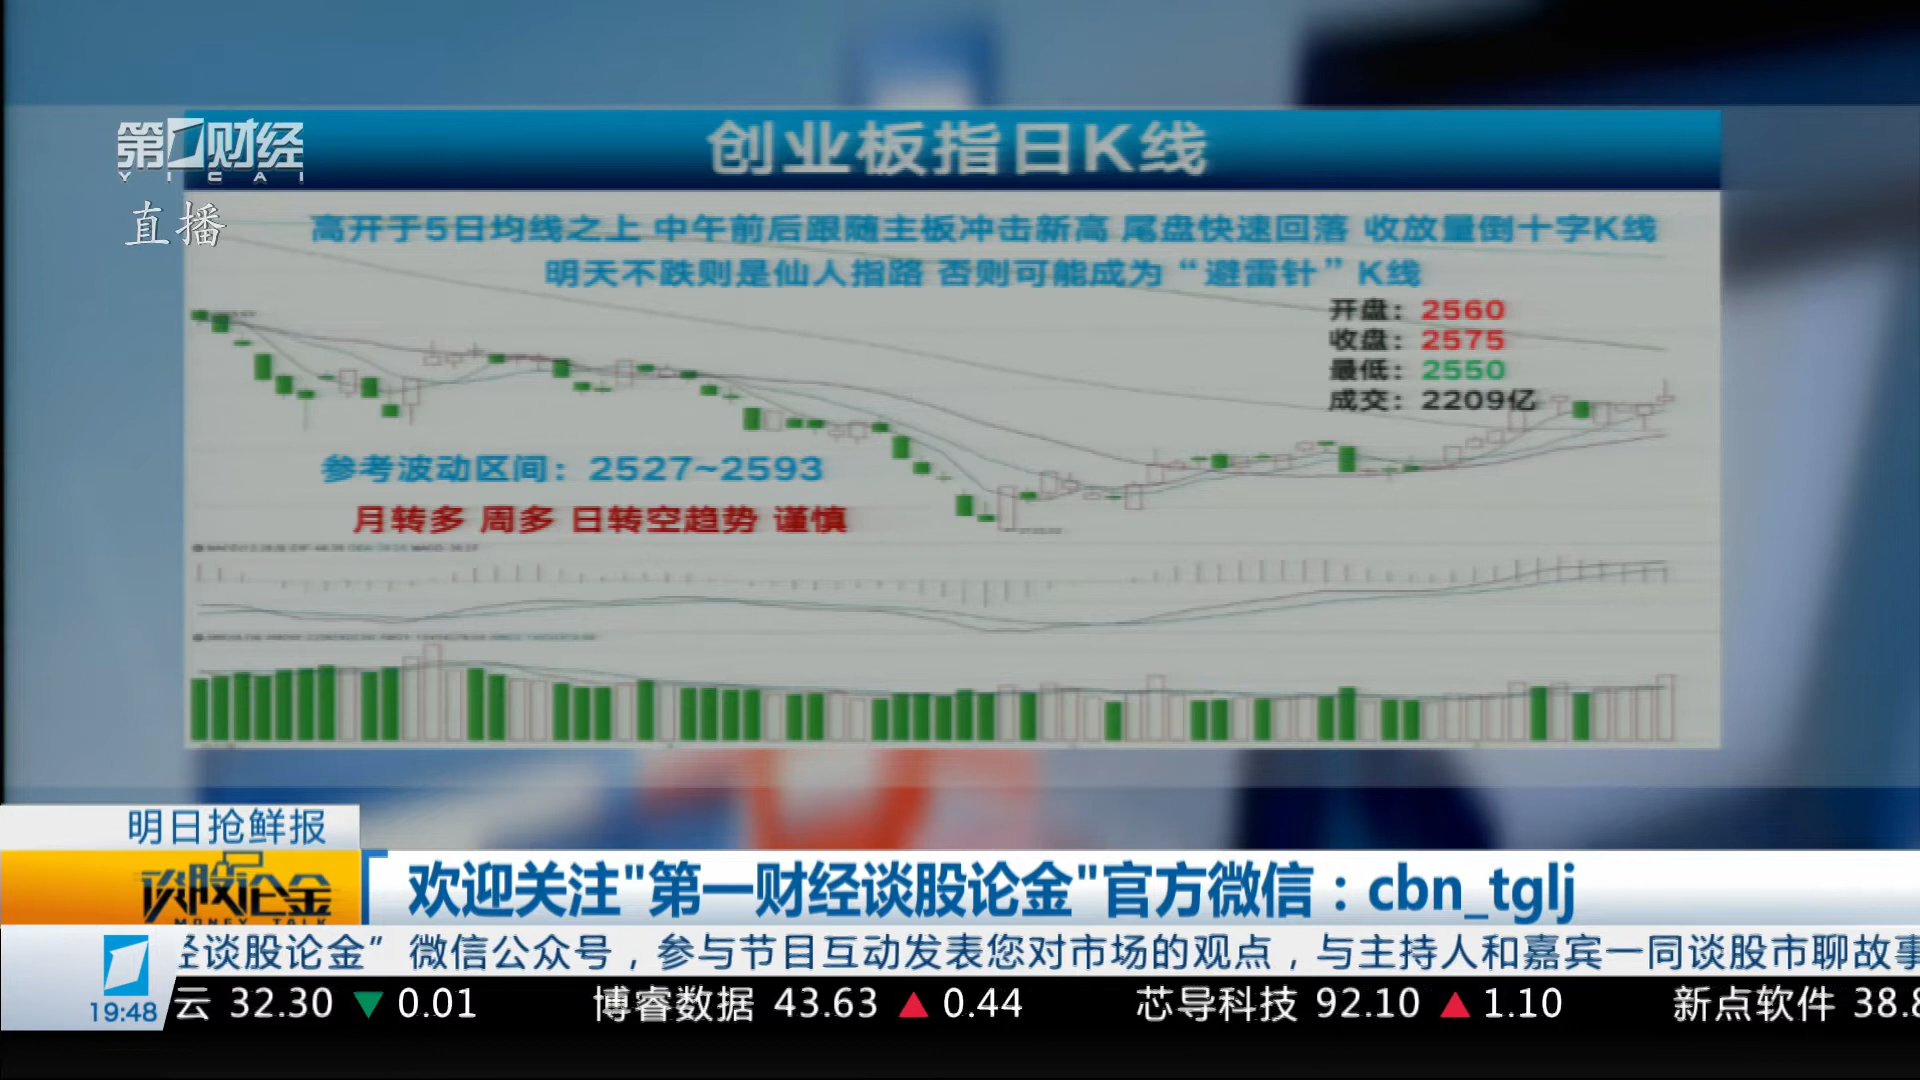 第一财经
YICAI
直播
创业板指日K线
高开于5日均线之上 中午前后跟随主板冲击新高 尾盘快速回落 收放量倒十字K线
明天不跌则是仙人指路 否则可能成为“避雷针”K线
开盘：2560
收盘：2575
最低：2550
成交：2209亿
参考波动区间：2527~2593
月转多 周多 日转空趋势 谨慎
明日抢鲜报
谈股论金
MONEY TALK
欢迎关注"第一财经谈股论金"官方微信：cbn_tglj
经谈股论金”微信公众号，参与节目互动发表您对市场的观点，与主持人和嘉宾一同谈股市聊故事
19:48
云 32.30 ▼ 0.01 博睿数据 43.63 ▲ 0.44 芯导科技 92.10 ▲ 1.10 新点软件 38.8